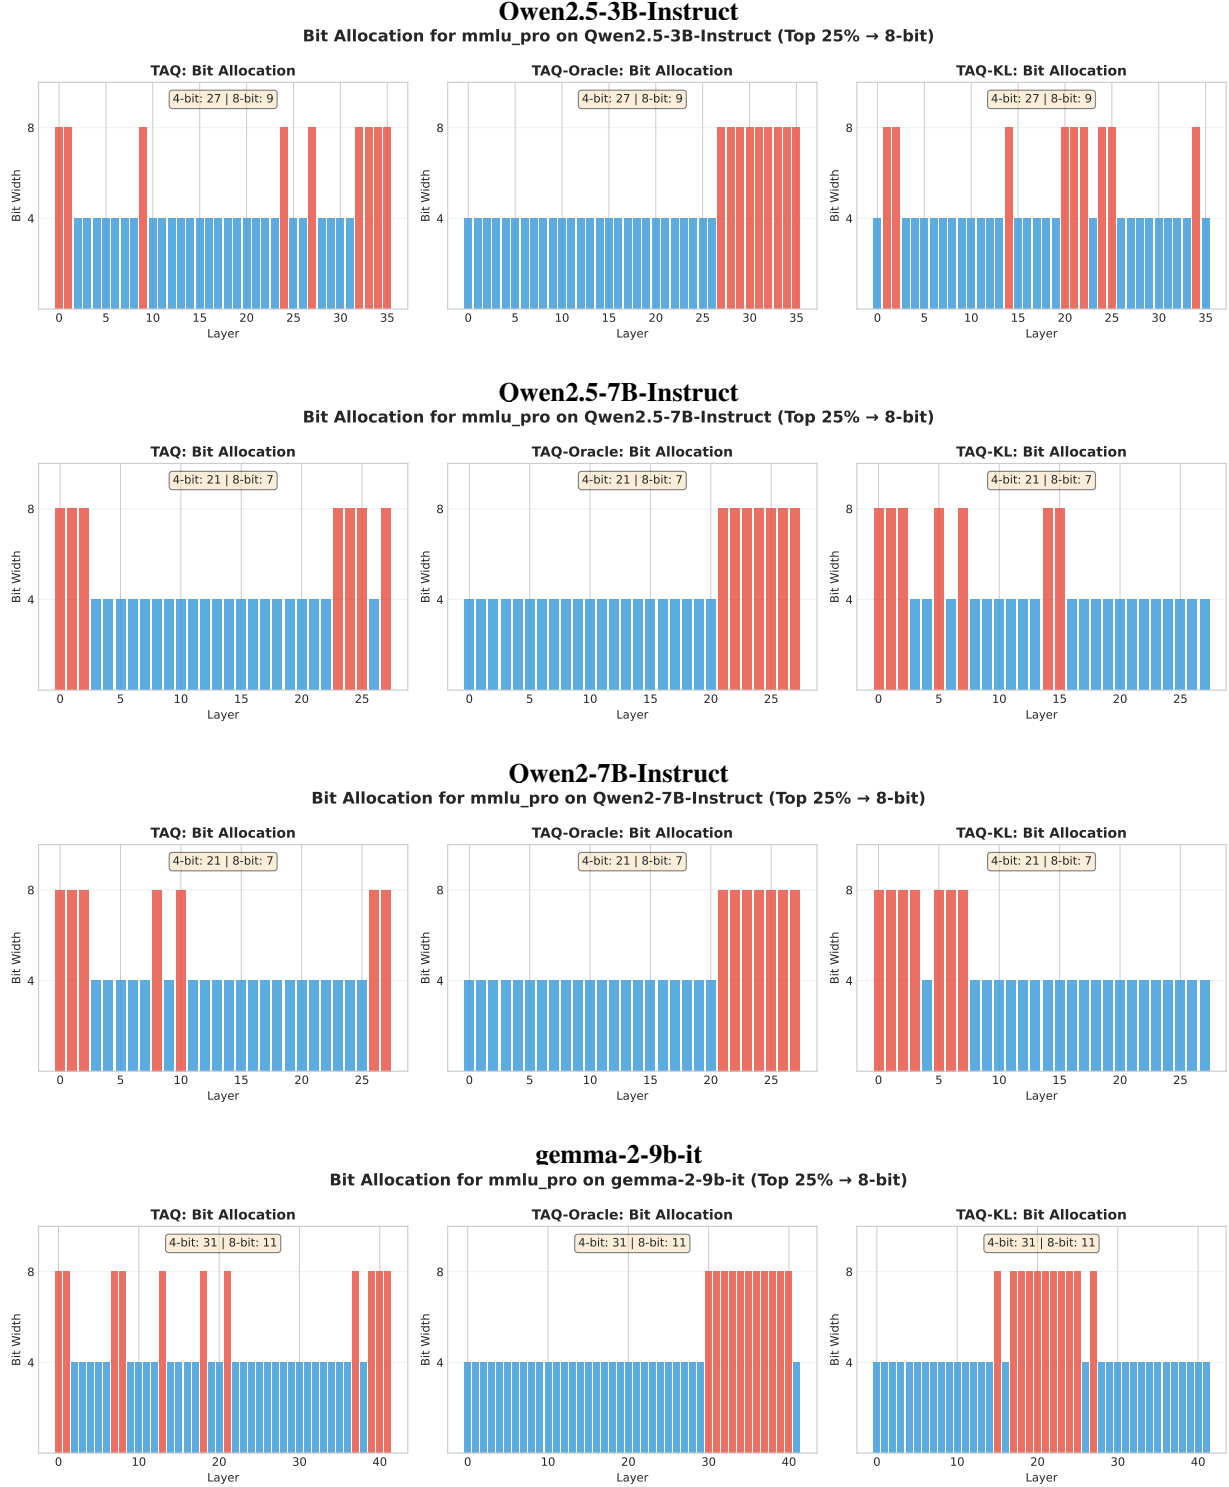 Qwen2.5-3B-Instruct
Bit Allocation for mmlu_pro on Qwen2.5-3B-Instruct (Top 25% → 8-bit)
TAQ: Bit Allocation
TAQ-Oracle: Bit Allocation
TAQ-KL: Bit Allocation
4-bit: 27 | 8-bit: 9
4-bit: 27 | 8-bit: 9
4-bit: 27 | 8-bit: 9
8
4
Bit Width
0 5 10 15 20 25 30 35
Layer
8
4
Bit Width
0 5 10 15 20 25 30 35
Layer
8
4
Bit Width
0 5 10 15 20 25 30 35
Layer
Qwen2.5-7B-Instruct
Bit Allocation for mmlu_pro on Qwen2.5-7B-Instruct (Top 25% → 8-bit)
TAQ: Bit Allocation
TAQ-Oracle: Bit Allocation
TAQ-KL: Bit Allocation
4-bit: 21 | 8-bit: 7
4-bit: 21 | 8-bit: 7
4-bit: 21 | 8-bit: 7
8
4
Bit Width
0 5 10 15 20 25
Layer
8
4
Bit Width
0 5 10 15 20 25
Layer
8
4
Bit Width
0 5 10 15 20 25
Layer
Qwen2-7B-Instruct
Bit Allocation for mmlu_pro on Qwen2-7B-Instruct (Top 25% → 8-bit)
TAQ: Bit Allocation
TAQ-Oracle: Bit Allocation
TAQ-KL: Bit Allocation
4-bit: 21 | 8-bit: 7
4-bit: 21 | 8-bit: 7
4-bit: 21 | 8-bit: 7
8
4
Bit Width
0 5 10 15 20 25
Layer
8
4
Bit Width
0 5 10 15 20 25
Layer
8
4
Bit Width
0 5 10 15 20 25
Layer
gemma-2-9b-it
Bit Allocation for mmlu_pro on gemma-2-9b-it (Top 25% → 8-bit)
TAQ: Bit Allocation
TAQ-Oracle: Bit Allocation
TAQ-KL: Bit Allocation
4-bit: 31 | 8-bit: 11
4-bit: 31 | 8-bit: 11
4-bit: 31 | 8-bit: 11
8
4
Bit Width
0 10 20 30 40
Layer
8
4
Bit Width
0 10 20 30 40
Layer
8
4
Bit Width
0 10 20 30 40
Layer